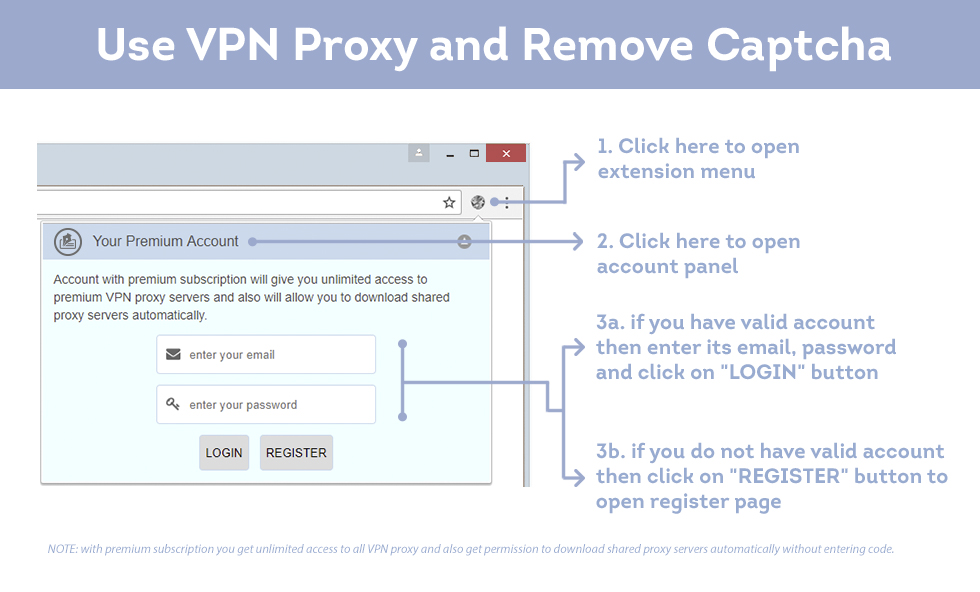 Use VPN Proxy and Remove Captcha
1. Click here to open
extension menu
Your Premium Account
2. Click here to open
account panel
Account with premium subscription will give you unlimited access to
premium VPN proxy servers and also will allow you to download shared
proxy servers automatically.
enter your email
enter your password
LOGIN REGISTER
3a. if you have valid account
then enter its email, password
and click on "LOGIN" button
3b. if you do not have valid account
then click on "REGISTER" button to
open register page
NOTE: with premium subscription you get unlimited access to all VPN proxy and also get permission to download shared proxy servers automatically without entering code.